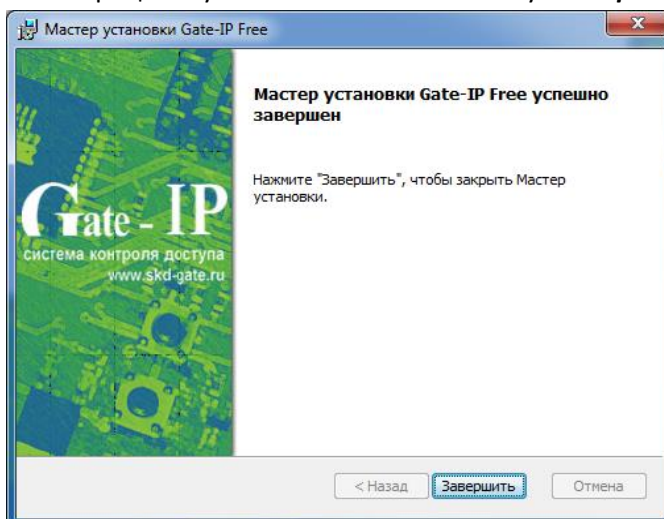 Мастер установки Gate-IP Free
Мастер установки Gate-IP Free успешно
завершен
Нажмите "Завершить", чтобы закрыть Мастер
установки.
Gate - IP
система контроля доступа
www.skd-gate.ru
< Назад
Завершить
Отмена